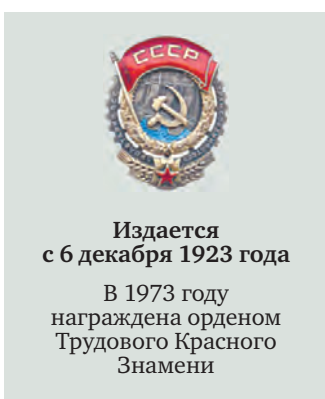 СССР
Издается
с 6 декабря 1923 года
В 1973 году
награждена орденом
Трудового Красного
Знамени